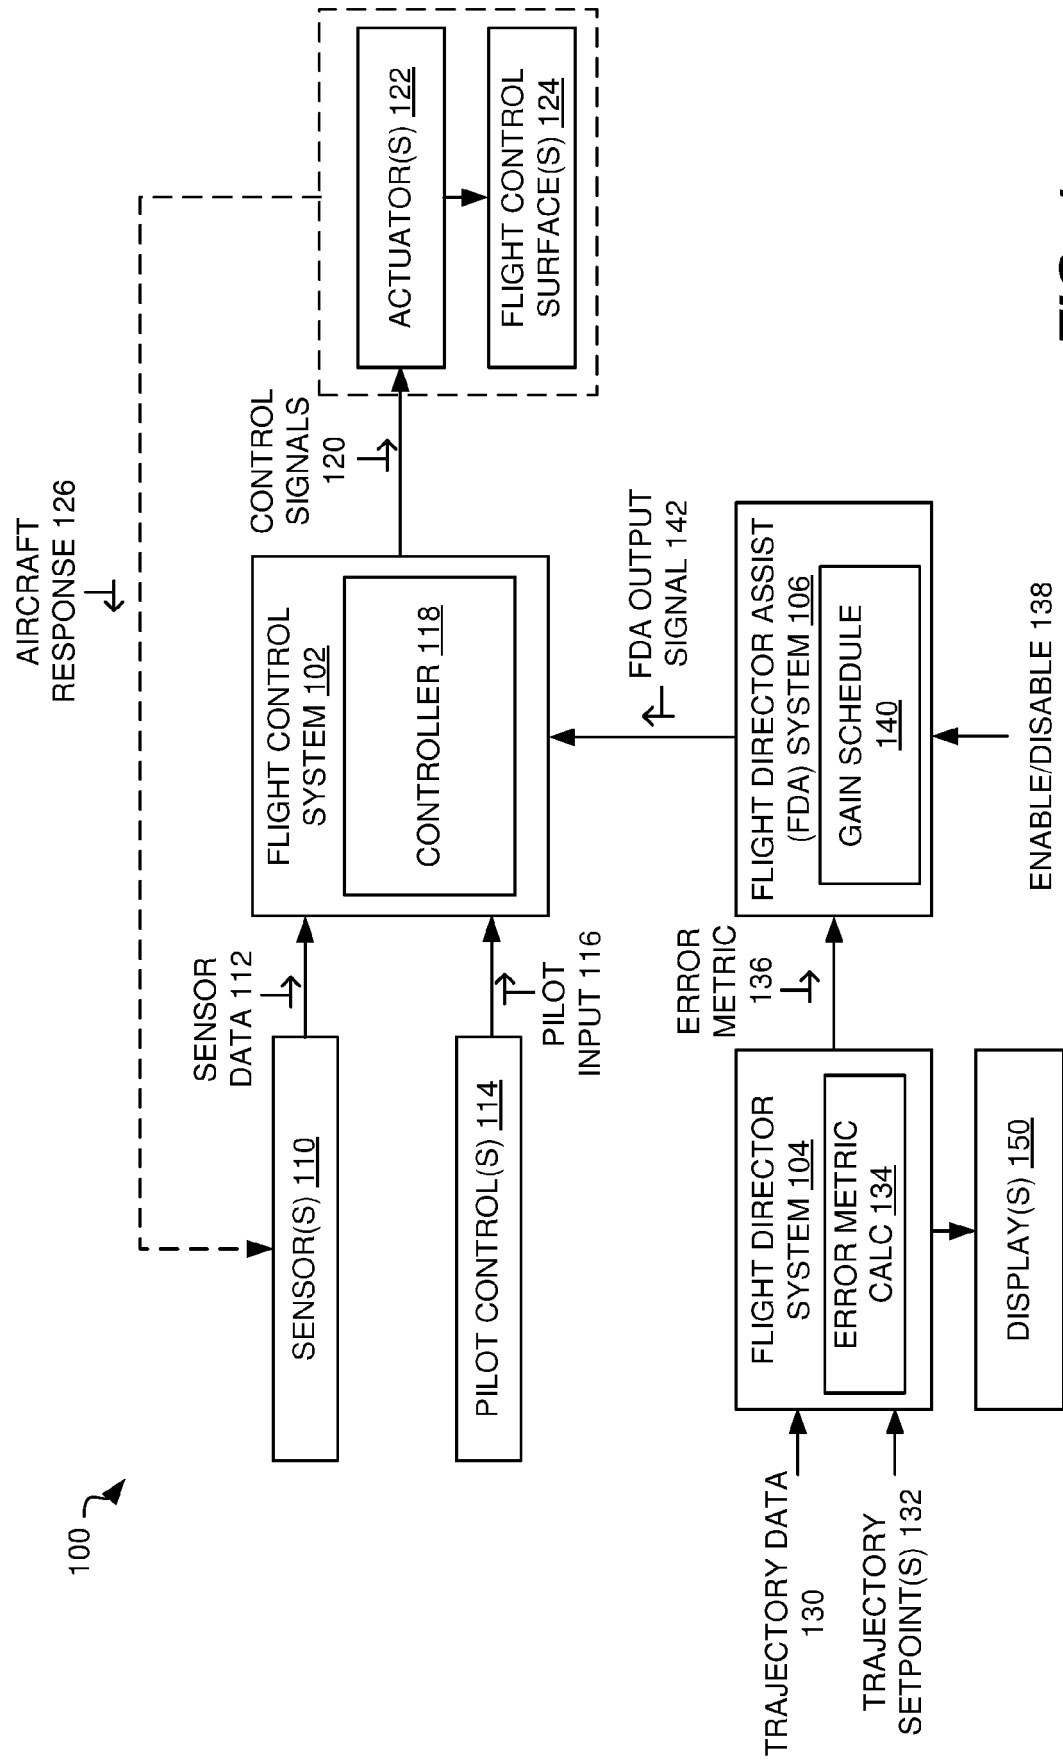 100
AIRCRAFT
RESPONSE 126
SENSOR(S) 110
SENSOR
DATA 112
PILOT CONTROL(S) 114
PILOT
INPUT 116
FLIGHT CONTROL
SYSTEM 102
CONTROLLER 118
CONTROL
SIGNALS
120
ACTUATOR(S) 122
FLIGHT CONTROL
SURFACE(S) 124
TRAJECTORY DATA
130
TRAJECTORY
SETPOINT(S) 132
FLIGHT DIRECTOR
SYSTEM 104
ERROR METRIC
CALC 134
DISPLAY(S) 150
ERROR
METRIC
136
FLIGHT DIRECTOR ASSIST
(FDA) SYSTEM 106
GAIN SCHEDULE
140
FDA OUTPUT
SIGNAL 142
ENABLE/DISABLE 138